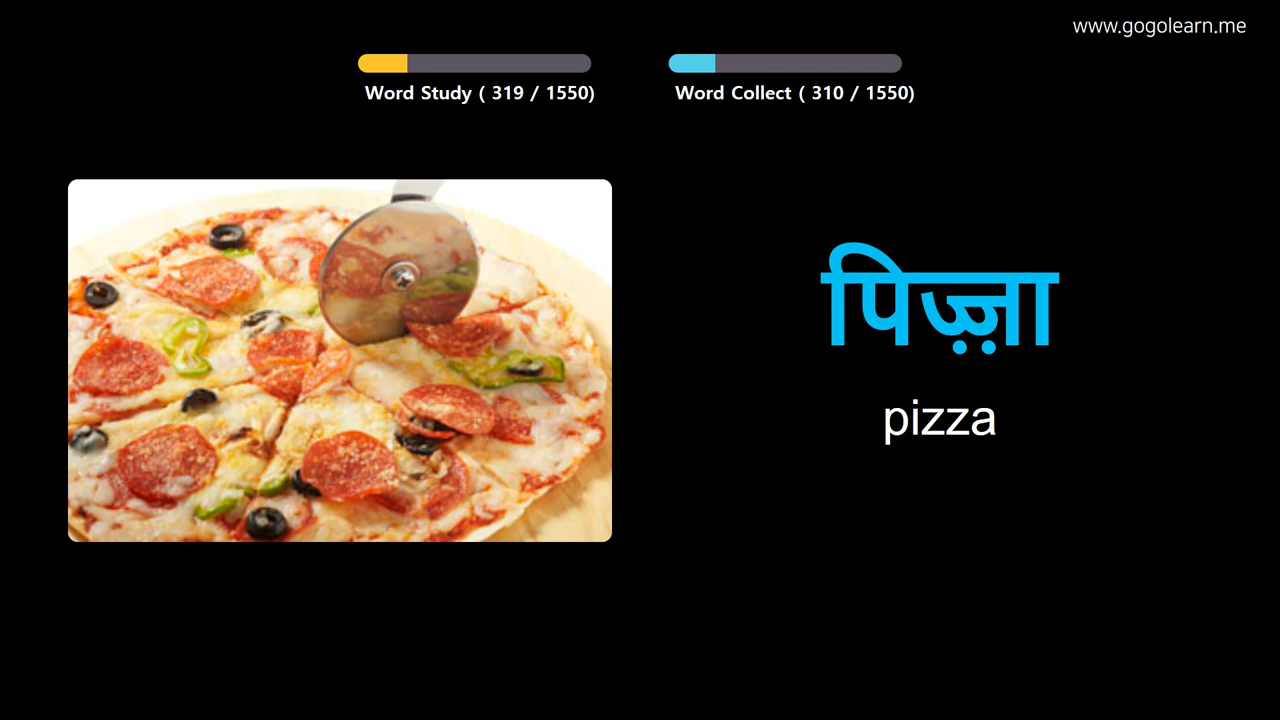 www.gogolearn.me
Word Study ( 319 / 1550)
Word Collect ( 310 / 1550)
पिज़्ज़ा
pizza